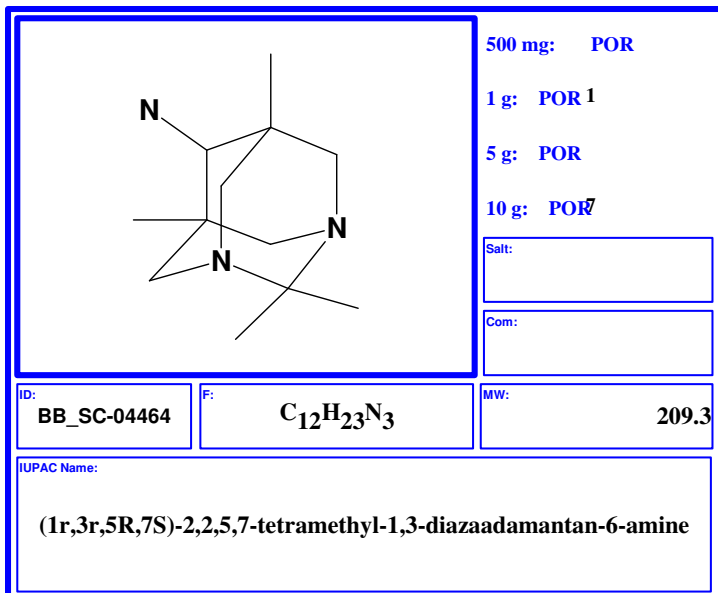 500 mg: POR
N
1 g: POR 1
5 g: POR
10 g: POR7
N
Salt:
N
Com:
ID:
BB_SC-04464
F:
C12H23N3
MW:
209.3
IUPAC Name:
(1r,3r,5R,7S)-2,2,5,7-tetramethyl-1,3-diazaadamantan-6-amine